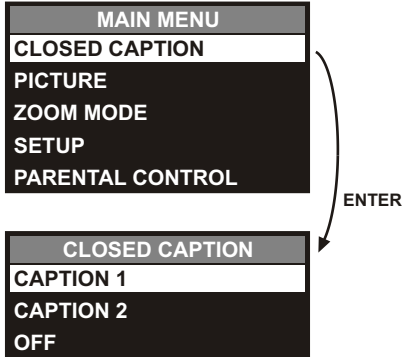 MAIN MENU
CLOSED CAPTION
PICTURE
ZOOM MODE
SETUP
PARENTAL CONTROL
ENTER
CLOSED CAPTION
CAPTION 1
CAPTION 2
OFF